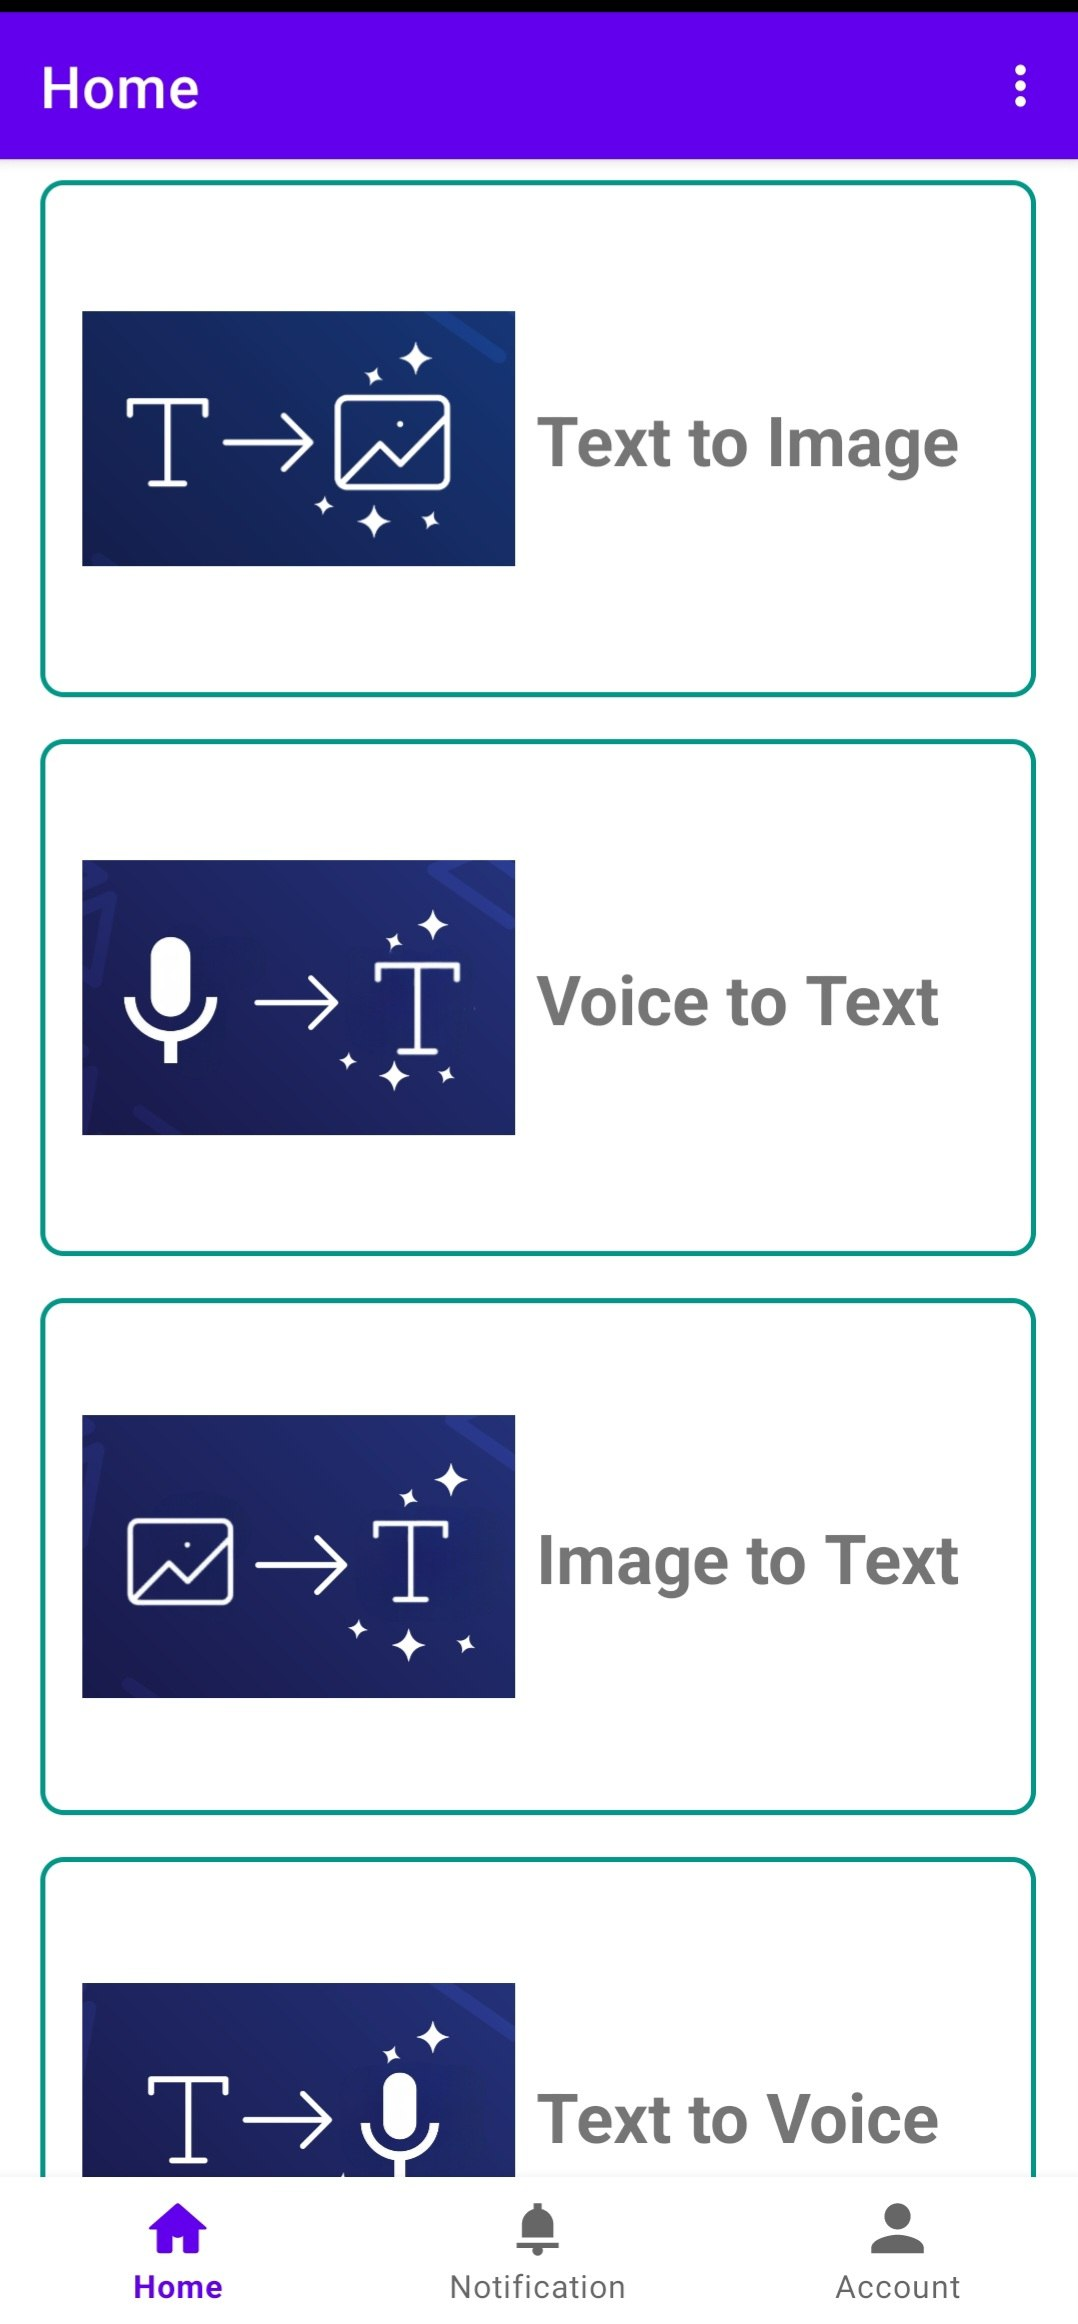 Home
Text to Image
Voice to Text
Image to Text
Text to Voice
Home
Notification
Account